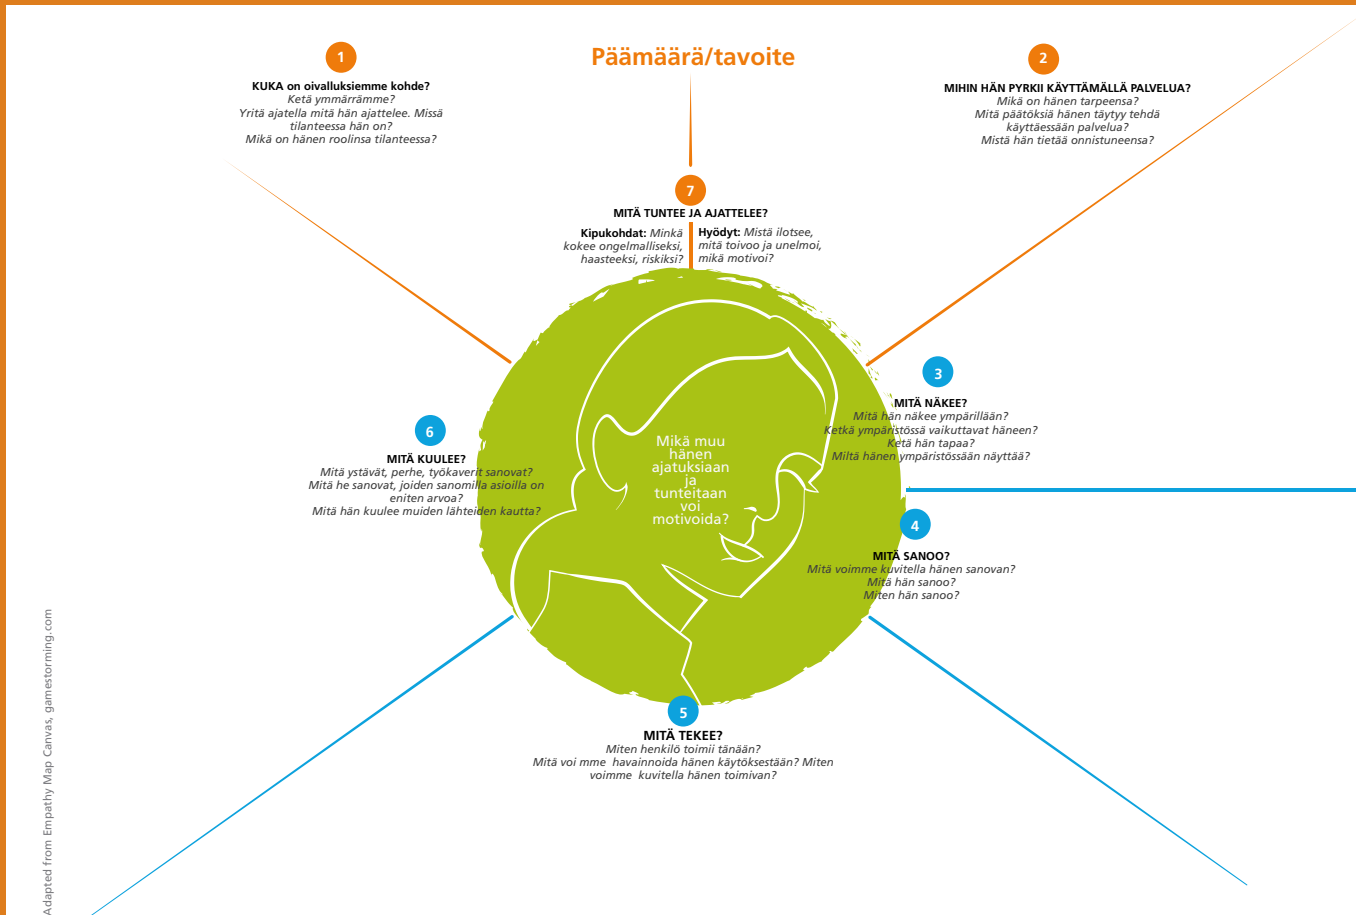 Päämäärä/tavoite
1
KUKA on oivalluksiemme kohde?
Ketä ymmärrämme?
Yritä ajatella mitä hän ajattelee. Missä
tilanteessa hän on?
Mikä on hänen roolinsa tilanteessa?
2
MIHIN HÄN PYRKII KÄYTTÄMÄLLÄ PALVELUA?
Mikä on hänen tarpeensa?
Mitä päätöksiä hänen täytyy tehdä
käyttäessään palvelua?
Mistä hän tietää onnistuneensa?
7
MITÄ TUNTEE JA AJATTELEE?
Kipukohdat: Minkä
kokee ongelmalliseksi,
haasteeksi, riskiksi?
Hyödyt: Mistä ilotsee,
mitä toivoo ja unelmoi,
mikä motivoi?
3
MITÄ NÄKEE?
Mitä hän näkee ympärillään?
Ketkä ympäristössä vaikuttavat häneen?
Ketä hän tapaa?
Miltä hänen ympäristössään näyttää?
6
MITÄ KUULEE?
Mitä ystävät, perhe, työkaverit sanovat?
Mitä he sanovat, joiden sanomilla asioilla on
eniten arvoa?
Mitä hän kuulee muiden lähteiden kautta?
Mikä muu
hänen
ajatuksiaan
ja
tunteitaan
voi
motivoida?
4
MITÄ SANOO?
Mitä voimme kuvitella hänen sanovan?
Mitä hän sanoo?
Miten hän sanoo?
5
MITÄ TEKEE?
Miten henkilö toimii tänään?
Mitä voi mme  havainnoida hänen käytöksestään? Miten
voimme  kuvitella hänen toimivan?
Adapted from Empathy Map Canvas, gamestorming.com